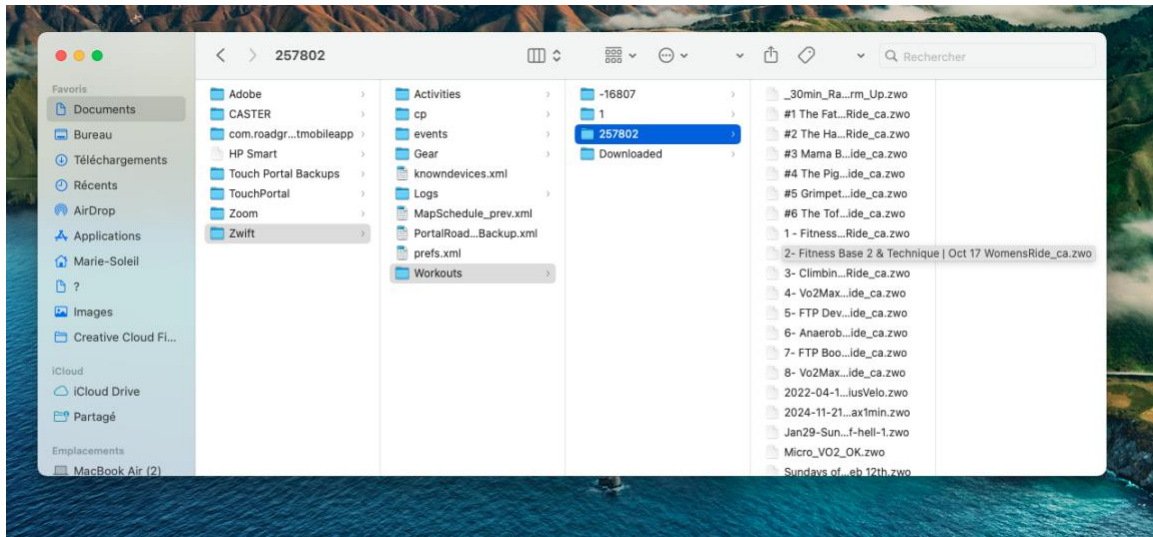 257802
Rechercher
Favoris
Documents
Bureau
Téléchargements
Récents
AirDrop
Applications
Marie-Soleil
?
Images
Creative Cloud Fi...
iCloud
iCloud Drive
Partagé
Emplacements
MacBook Air (2)
Adobe
CASTER
com.roadgr...tmobileapp
HP Smart
Touch Portal Backups
TouchPortal
Zoom
Zwift
Activities
cp
events
Gear
knowndevices.xml
Logs
MapSchedule_prev.xml
PortalRoad...Backup.xml
prefs.xml
Workouts
-16807
1
257802
Downloaded
_30min_Ra...rm_Up.zwo
#1 The Fat...Ride_ca.zwo
#2 The Ha...Ride_ca.zwo
#3 Mama B...ide_ca.zwo
#4 The Pig...ide_ca.zwo
#5 Grimpet...ide_ca.zwo
#6 The Tof...ide_ca.zwo
1 - Fitness...Ride_ca.zwo
2- Fitness Base 2 & Technique | Oct 17 WomensRide_ca.zwo
3- Climbin...Ride_ca.zwo
4- Vo2Max...ide_ca.zwo
5- FTP Dev...ide_ca.zwo
6- Anaerob...ide_ca.zwo
7- FTP Boo...ide_ca.zwo
8- Vo2Max...ide_ca.zwo
2022-04-1...iusVelo.zwo
2024-11-21...ax1min.zwo
Jan29-Sun...f-hell-1.zwo
Micro_VO2_OK.zwo
Sundays of...eb 12th.zwo